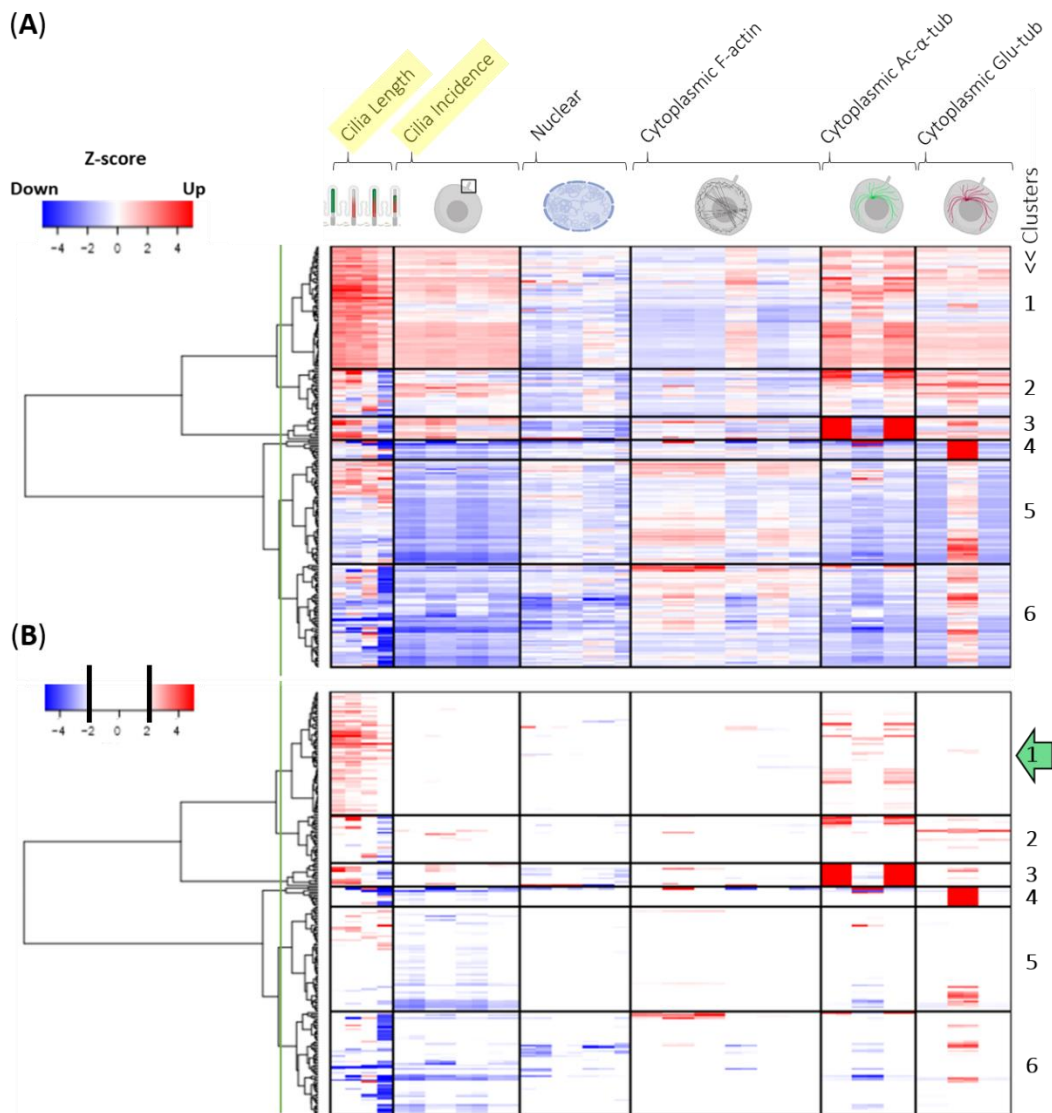 (A)
Cilia Length
Cilia Incidence
Nuclear
Cytoplasmic F-actin
Cytoplasmic Ac-α-tub
Cytoplasmic Glu-tub
Z-score
Down Up
-4 -2 0 2 4
<< Clusters
1
2
3
4
5
6
(B)
-4 -2 0 2 4
1
2
3
4
5
6